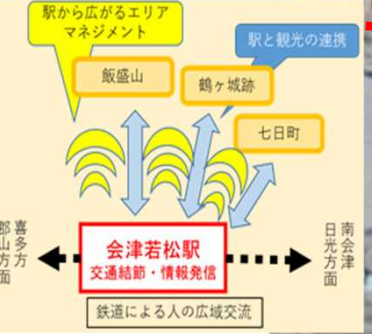 駅から広がるエリア
マネジメント
駅と観光の連携
飯盛山
鶴ヶ城跡
七日町
喜多方
郡山方面
会津若松駅
交通結節・情報発信
南会津
日光方面
鉄道による人の広域交流